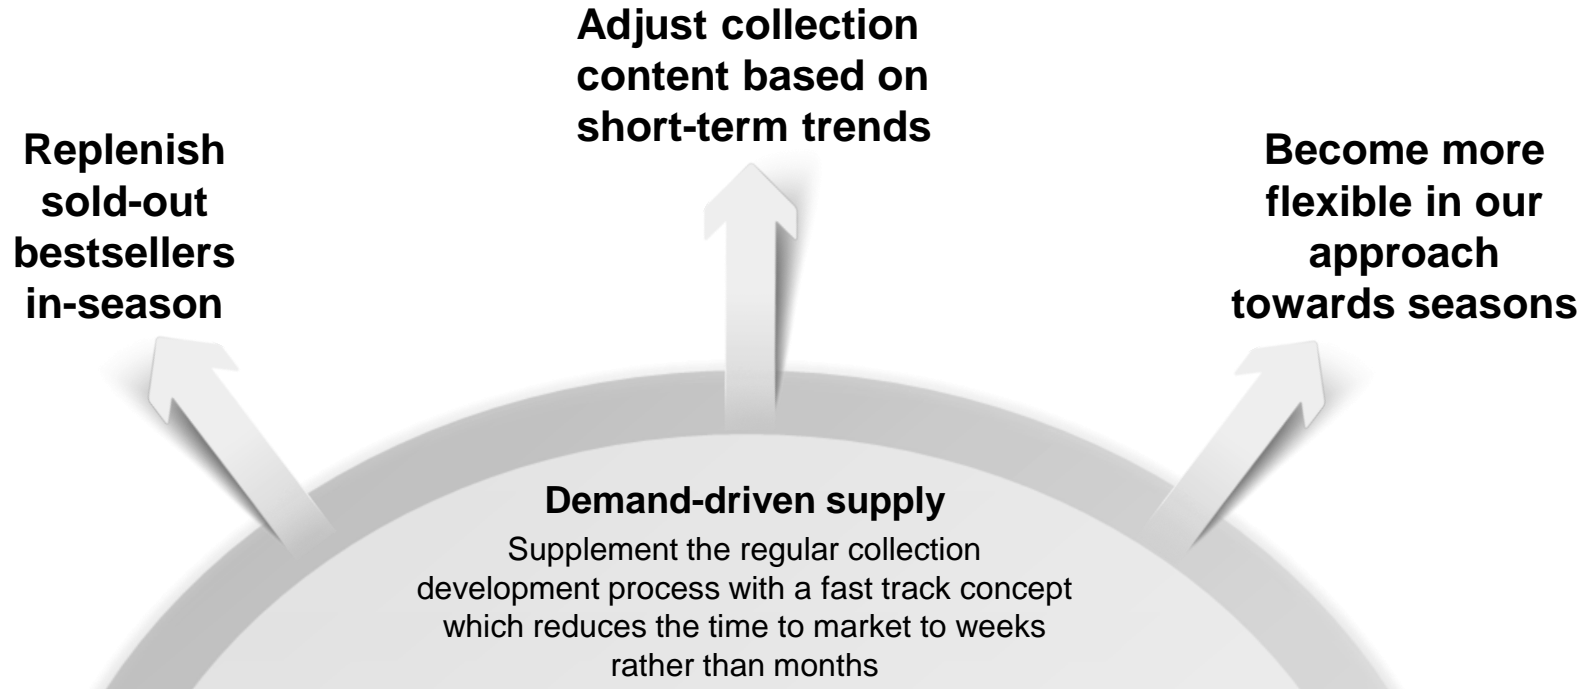 Adjust collection
content based on
short-term trends
Replenish
sold-out
bestsellers
in-season
Become more
flexible in our
approach
towards seasons
Demand-driven supply
Supplement the regular collection
development process with a fast track concept
which reduces the time to market to weeks
rather than months